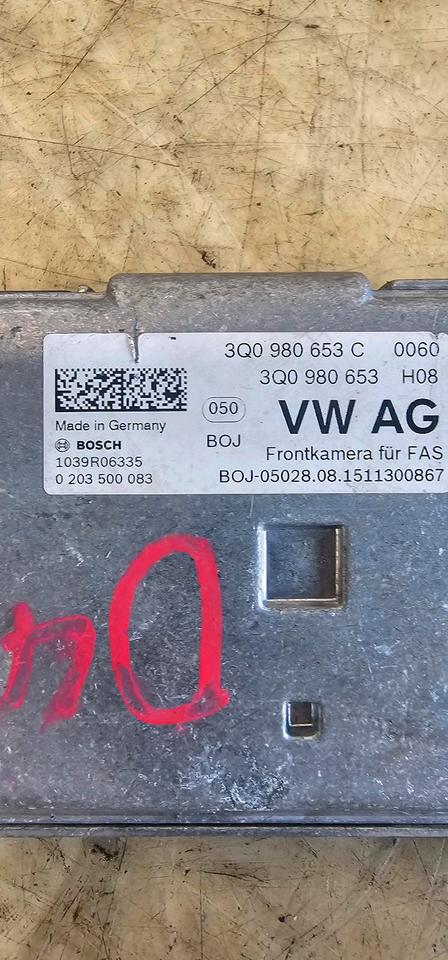 3Q0 980 653 C 0060
3Q0 980 653 H08
050
VW AG
Made in Germany
BOSCH
BOJ
Frontkamera für FAS
1039R06335
0 203 500 083
BOJ-05028.08.1511300867